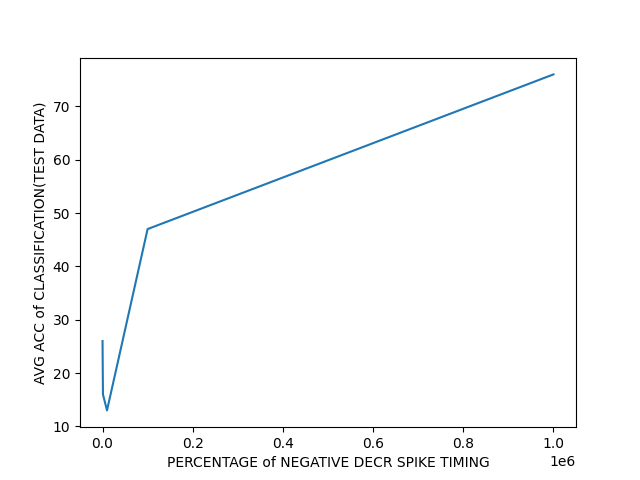 AVG ACC of CLASSIFICATION(TEST DATA)
70
60
50
40
30
20
10
0.0 0.2 0.4 0.6 0.8 1.0
1e6
PERCENTAGE of NEGATIVE DECR SPIKE TIMING